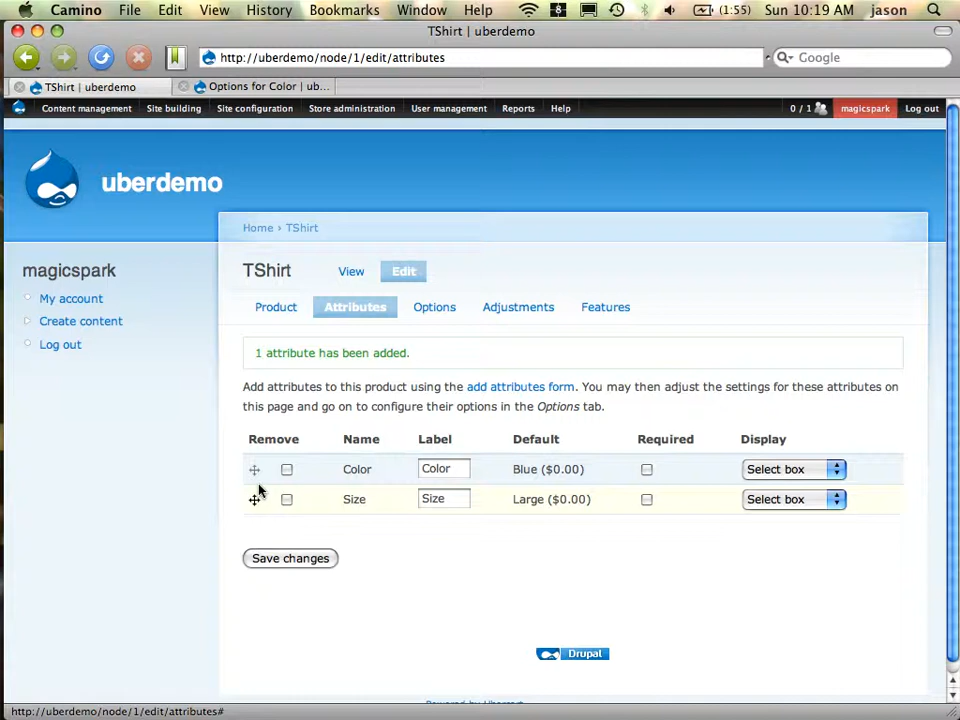 Camino File Edit View History Bookmarks Window Help 8 (1:55) Sun 10:19 AM jason
TShirt | uberdemo
http://uberdemo/node/1/edit/attributes Google
TShirt | uberdemo Options for Color | ub...
Content management Site building Site configuration Store administration User management Reports Help 0 / 1 magicspark Log out
uberdemo
Home › TShirt
magicspark
My account
Create content
Log out
TShirt View Edit
Product Attributes Options Adjustments Features
1 attribute has been added.
Add attributes to this product using the add attributes form. You may then adjust the settings for these attributes on
this page and go on to configure their options in the Options tab.
Remove Name Label Default Required Display
Color Color Blue ($0.00) Select box
Size Size Large ($0.00) Select box
Save changes
Drupal
Powered by Ubercart
http://uberdemo/node/1/edit/attributes#